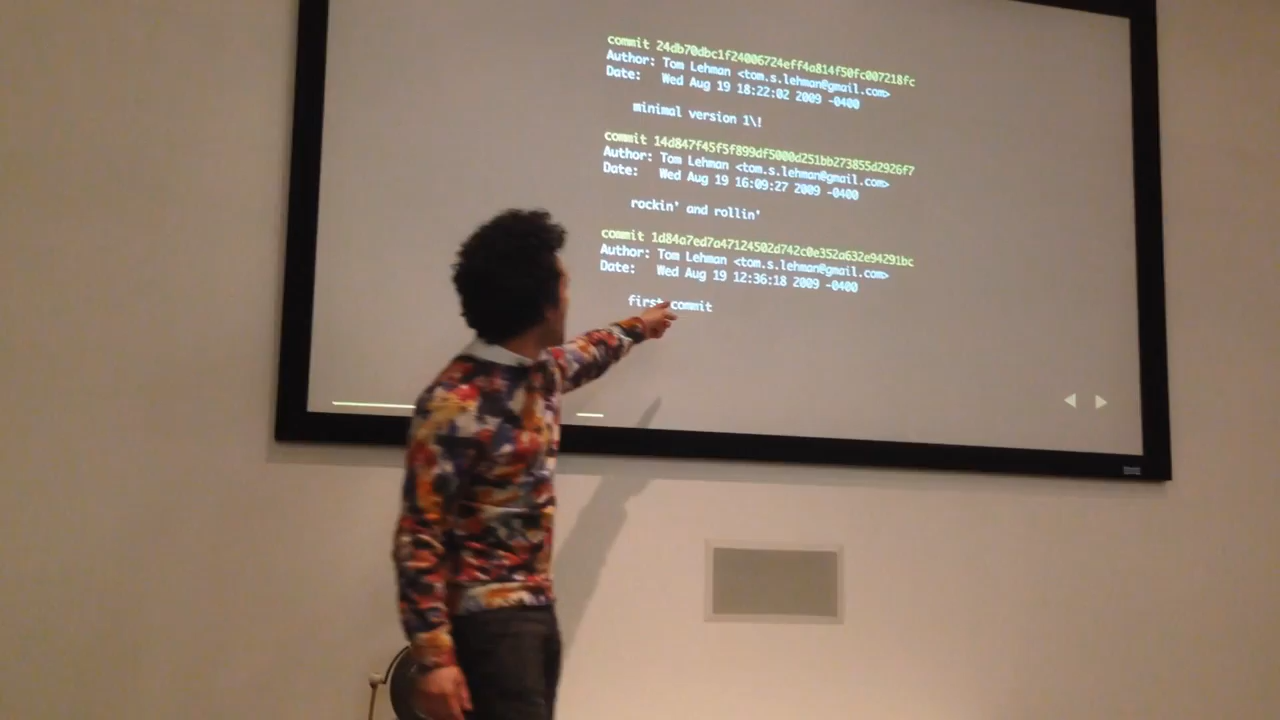 commit 24db70dbc1f24006724eff4a814f50fc007218fc
Author: Tom Lehman <tom.s.lehman@gmail.com>
Date: Wed Aug 19 18:22:02 2009 -0400
minimal version 1\!
commit 14d847f45f5f899df5000d251bb273855d2926f7
Author: Tom Lehman <tom.s.lehman@gmail.com>
Date: Wed Aug 19 16:09:27 2009 -0400
rockin' and rollin'
commit 1d84a7ed7a47124502d742c0e352a632e94291bc
Author: Tom Lehman <tom.s.lehman@gmail.com>
Date: Wed Aug 19 12:36:18 2009 -0400
first commit